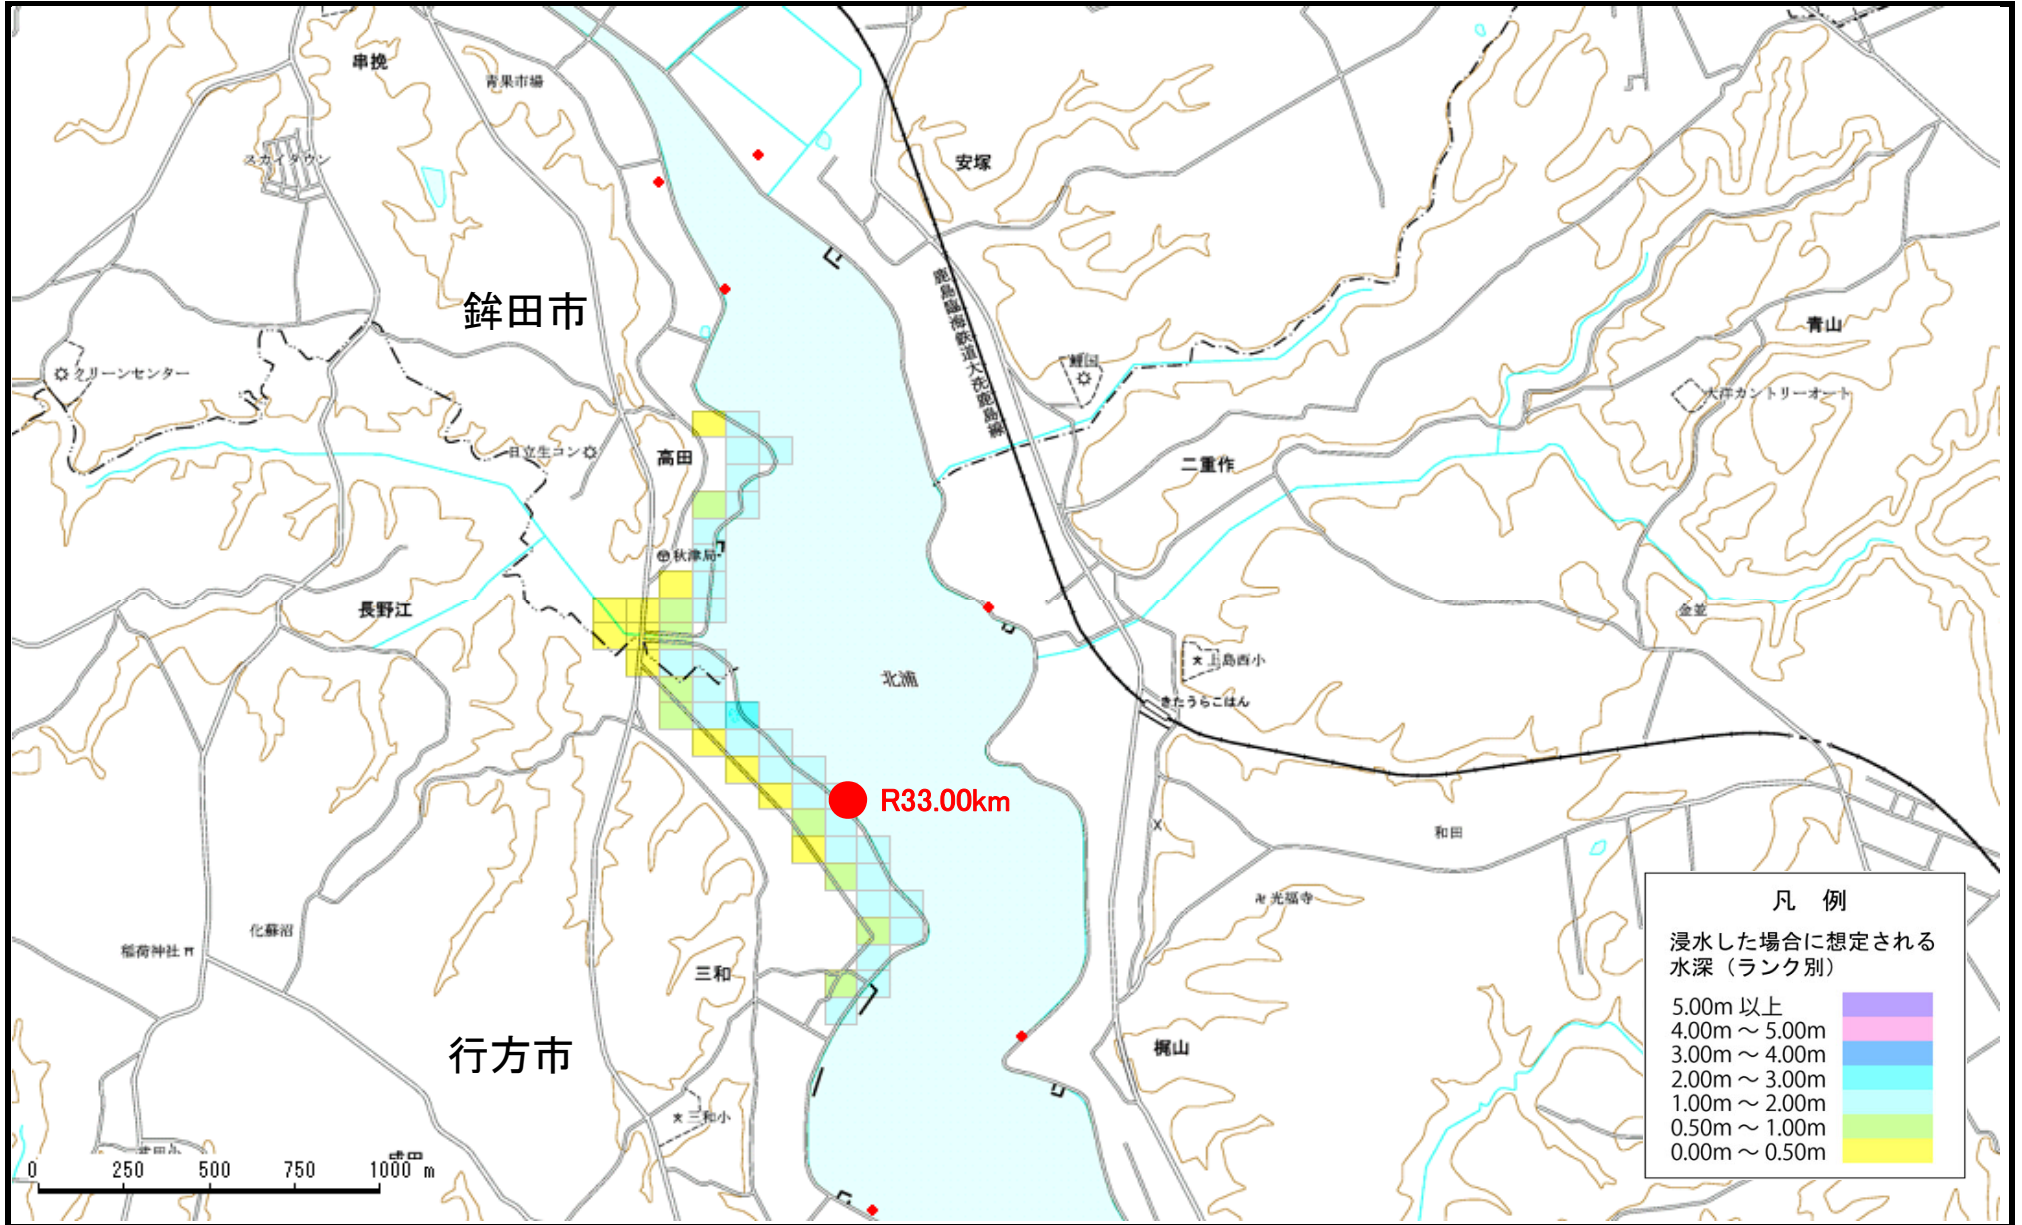 串挽
青果市場
スカイタウン
安塚
鹿島臨海鉄道大洗鹿島線
鉾田市
青山
鯉国
クリーンセンター
大洋カントリーオート
日立生コン
高田
二重作
秋津局
長野江
金並
上島西小
北浦
きたうらこはん
R33.00km
和田
光福寺
化蘇沼
稲荷神社
三和
行方市
梶山
三和小
0 250 500 750 1000 m
凡 例
浸水した場合に想定される
水深（ランク別）
5.00m 以上
4.00m ～ 5.00m
3.00m ～ 4.00m
2.00m ～ 3.00m
1.00m ～ 2.00m
0.50m ～ 1.00m
0.00m ～ 0.50m